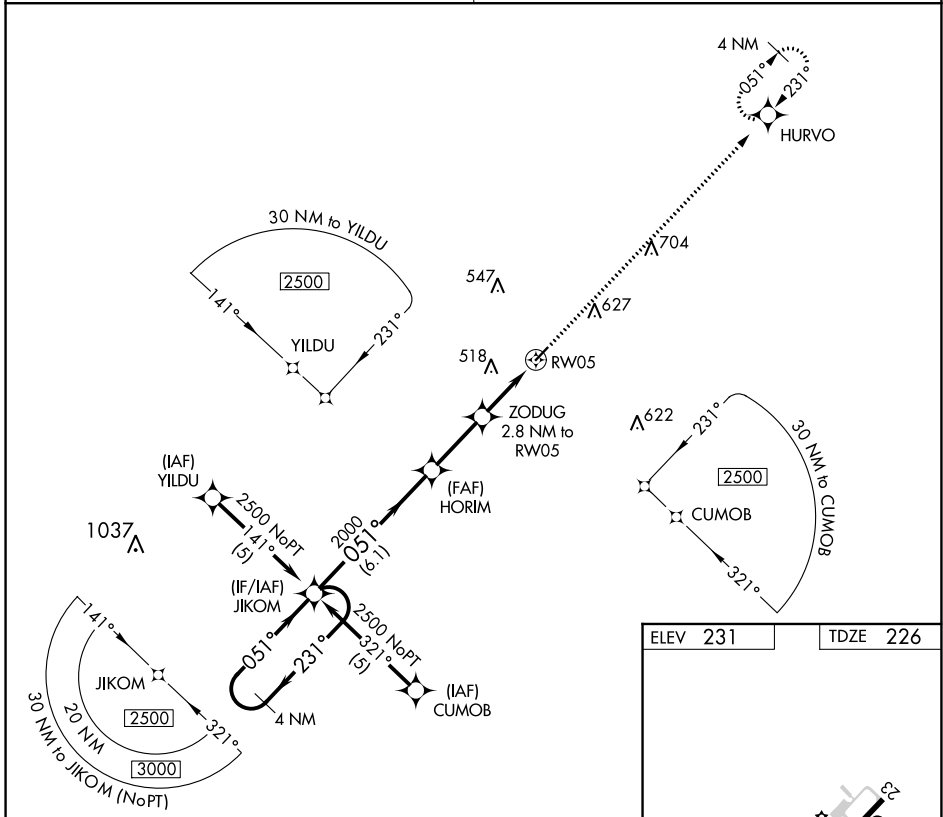 4 NM
051°
231°
HURVO
30 NM to YILDU
2500
141°
231°
YILDU
704
547
627
518
RW05
ZODUG
2.8 NM to
RW05
622
231°
30 NM to CUMOB
2500
CUMOB
321°
(IAF)
YILDU
2500 NoPT
141°
(5)
(FAF)
HORIM
2000
051°
(6.1)
1037
(IF/IAF)
JIKOM
2500 NoPT
321°
(5)
051°
231°
4 NM
(IAF)
CUMOB
141°
JIKOM
2500
321°
20 NM
3000
30 NM to JIKOM (NoPT)
ELEV 231
TDZE 226
23